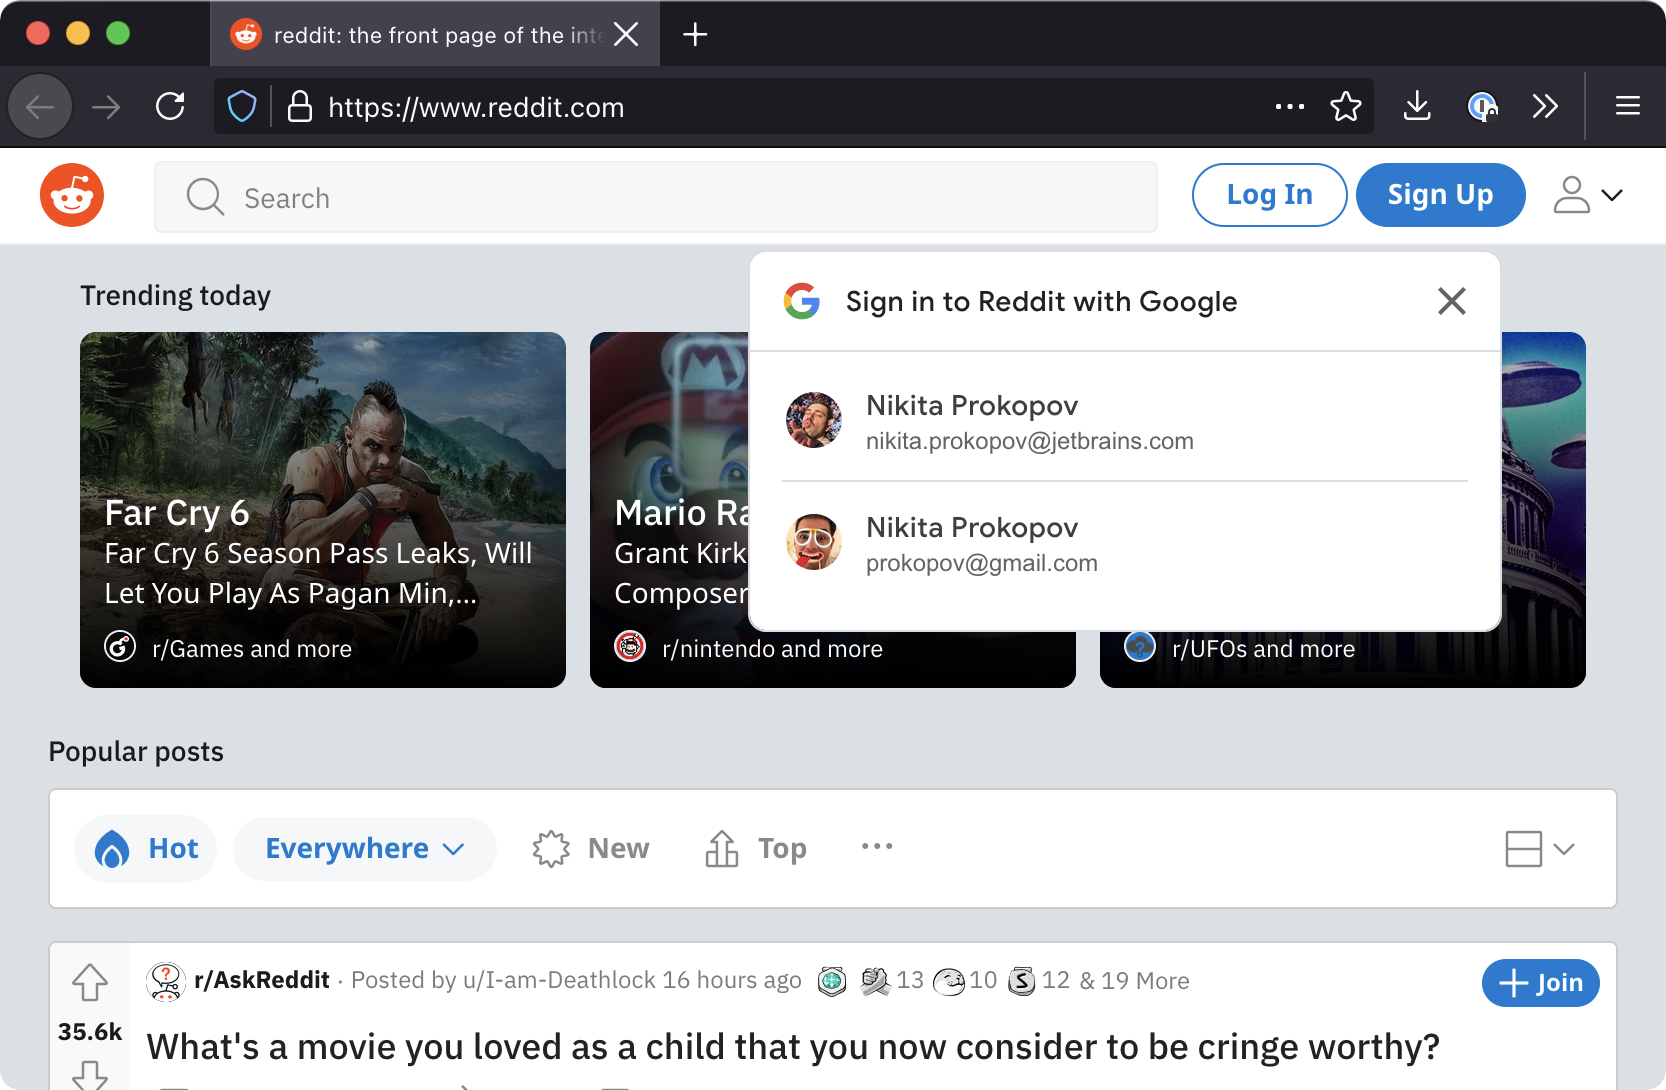 reddit: the front page of the inte
https://www.reddit.com
Search
Log In
Sign Up
Trending today
Sign in to Reddit with Google
Nikita Prokopov
nikita.prokopov@jetbrains.com
Nikita Prokopov
prokopov@gmail.com
Far Cry 6
Far Cry 6 Season Pass Leaks, Will
Let You Play As Pagan Min,...
r/Games and more
Mario Ra
Grant Kirk
Composer
r/nintendo and more
r/UFOs and more
Popular posts
Hot
Everywhere
New
Top
r/AskReddit · Posted by u/I-am-Deathlock 16 hours ago 13 10 S 12 & 19 More
Join
35.6k
What's a movie you loved as a child that you now consider to be cringe worthy?